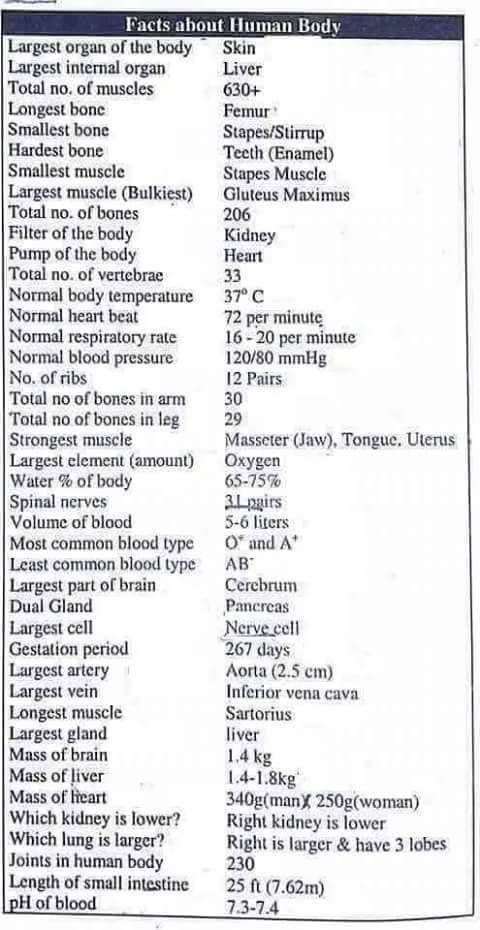 Facts about Human Body
Largest organ of the body Skin
Largest internal organ Liver
Total no. of muscles 630+
Longest bone Femur
Smallest bone Stapes/Stirrup
Hardest bone Teeth (Enamel)
Smallest muscle Stapes Muscle
Largest muscle (Bulkiest) Gluteus Maximus
Total no. of bones 206
Filter of the body Kidney
Pump of the body Heart
Total no. of vertebrae 33
Normal body temperature 37° C
Normal heart beat 72 per minute
Normal respiratory rate 16 - 20 per minute
Normal blood pressure 120/80 mmHg
No. of ribs 12 Pairs
Total no of bones in arm 30
Total no of bones in leg 29
Strongest muscle Masseter (Jaw), Tongue, Uterus
Largest element (amount) Oxygen
Water % of body 65-75%
Spinal nerves 31 pairs
Volume of blood 5-6 liters
Most common blood type O⁺ and A⁺
Least common blood type AB⁻
Largest part of brain Cerebrum
Dual Gland Pancreas
Largest cell Nerve cell
Gestation period 267 days
Largest artery Aorta (2.5 cm)
Largest vein Inferior vena cava
Longest muscle Sartorius
Largest gland liver
Mass of brain 1.4 kg
Mass of liver 1.4-1.8kg
Mass of heart 340g(man) 250g(woman)
Which kidney is lower? Right kidney is lower
Which lung is larger? Right is larger & have 3 lobes
Joints in human body 230
Length of small intestine 25 ft (7.62m)
pH of blood 7.3-7.4